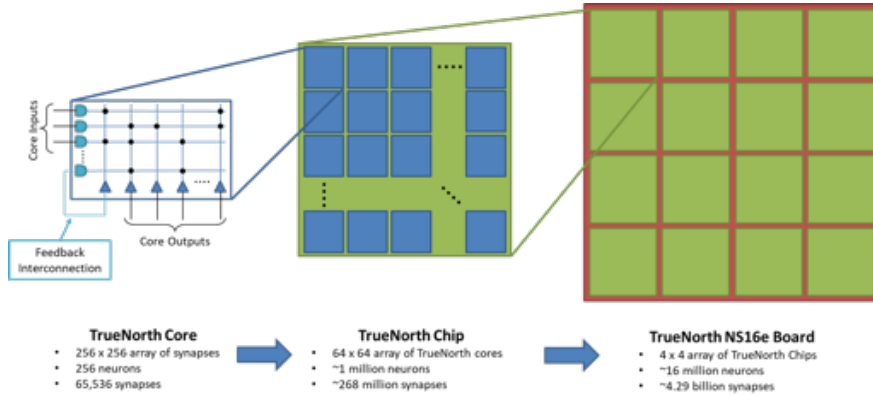 Core Inputs
Core Outputs
Feedback
Interconnection
TrueNorth Core
• 256 x 256 array of synapses
• 256 neurons
• 65,536 synapses
TrueNorth Chip
• 64 x 64 array of TrueNorth cores
• ~1 million neurons
• ~268 million synapses
TrueNorth NS16e Board
• 4 x 4 array of TrueNorth Chips
• ~16 million neurons
• ~4.29 billion synapses